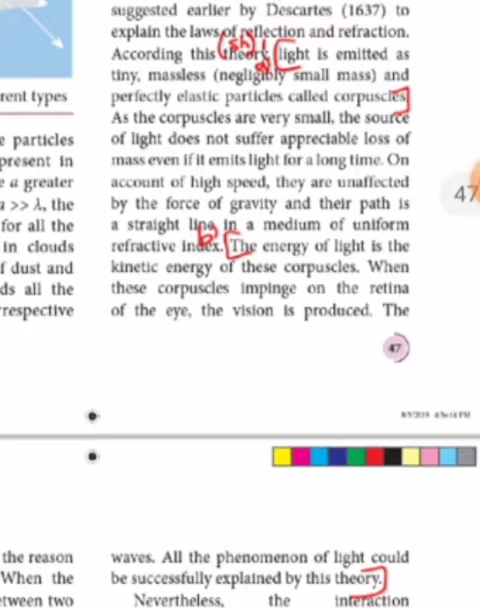 rent types
e particles
present in
e a greater
a >> λ, the
for all the
in clouds
f dust and
ds all the
rrespective
suggested earlier by Descartes (1637) to
explain the laws of reflection and refraction.
According this theory, light is emitted as
tiny, massless (negligibly small mass) and
perfectly elastic particles called corpuscles.
As the corpuscles are very small, the source
of light does not suffer appreciable loss of
mass even if it emits light for a long time. On
account of high speed, they are unaffected
by the force of gravity and their path is
a straight line in a medium of uniform
b)
refractive index. The energy of light is the
kinetic energy of these corpuscles. When
these corpuscles impinge on the retina
of the eye, the vision is produced. The
47
47
the reason
When the
etween two
waves. All the phenomenon of light could
be successfully explained by this theory.
Nevertheless, the interaction